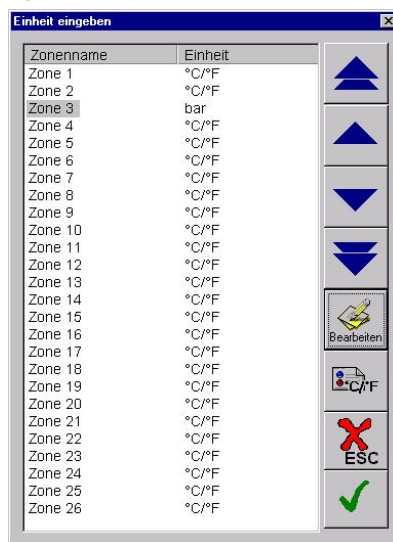 Einheit eingeben
Zonenname Einheit
Zone 1 °C/°F
Zone 2 °C/°F
Zone 3 bar
Zone 4 °C/°F
Zone 5 °C/°F
Zone 6 °C/°F
Zone 7 °C/°F
Zone 8 °C/°F
Zone 9 °C/°F
Zone 10 °C/°F
Zone 11 °C/°F
Zone 12 °C/°F
Zone 13 °C/°F
Zone 14 °C/°F
Zone 15 °C/°F
Zone 16 °C/°F
Zone 17 °C/°F
Zone 18 °C/°F
Zone 19 °C/°F
Zone 20 °C/°F
Zone 21 °C/°F
Zone 22 °C/°F
Zone 23 °C/°F
Zone 24 °C/°F
Zone 25 °C/°F
Zone 26 °C/°F
Bearbeiten
°C/°F
ESC